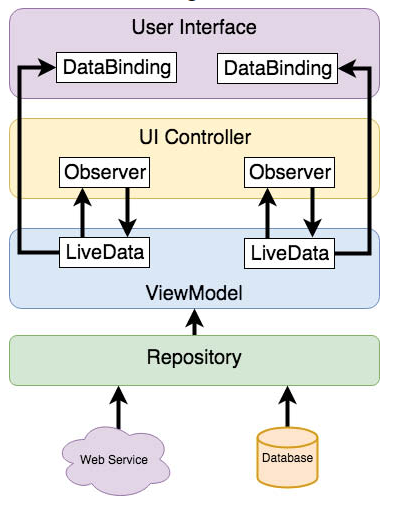 User Interface
DataBinding
DataBinding
UI Controller
Observer
Observer
LiveData
LiveData
ViewModel
Repository
Web Service
Database